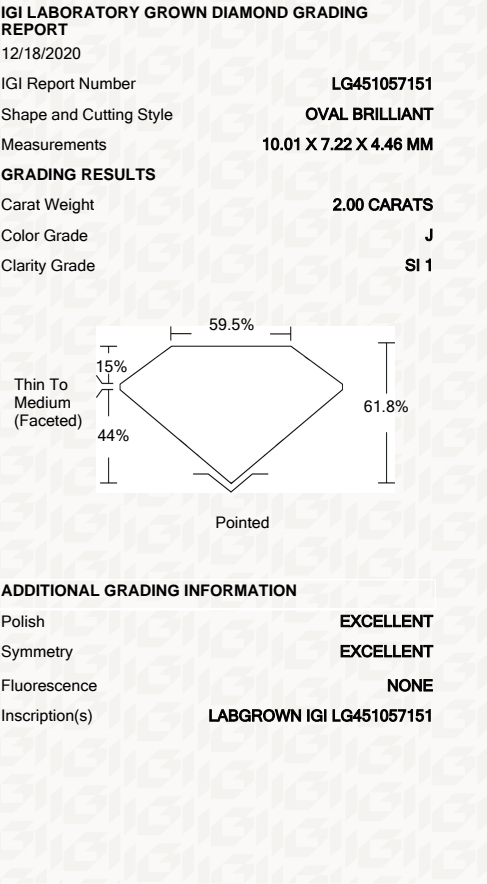 IGI LABORATORY GROWN DIAMOND GRADING
REPORT
12/18/2020
IGI Report Number LG451057151
Shape and Cutting Style OVAL BRILLIANT
Measurements 10.01 X 7.22 X 4.46 MM
GRADING RESULTS
Carat Weight 2.00 CARATS
Color Grade J
Clarity Grade SI 1
59.5%
15%
Thin To
Medium
(Faceted)
61.8%
44%
Pointed
ADDITIONAL GRADING INFORMATION
Polish EXCELLENT
Symmetry EXCELLENT
Fluorescence NONE
Inscription(s) LABGROWN IGI LG451057151